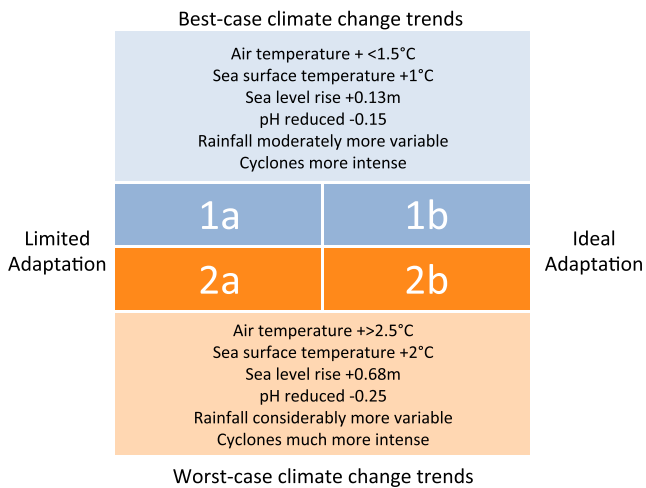 Best-case climate change trends
Air temperature + <1.5°C
Sea surface temperature +1°C
Sea level rise +0.13m
pH reduced -0.15
Rainfall moderately more variable
Cyclones more intense
Limited
Adaptation
1a
1b
2a
2b
Ideal
Adaptation
Air temperature +>2.5°C
Sea surface temperature +2°C
Sea level rise +0.68m
pH reduced -0.25
Rainfall considerably more variable
Cyclones much more intense
Worst-case climate change trends